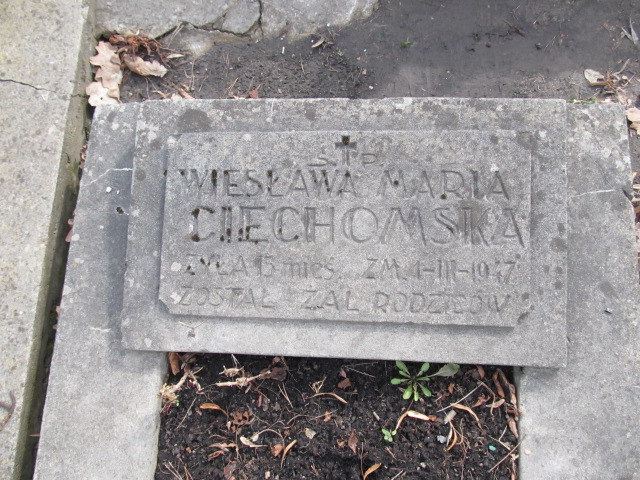 Ś✝P.
WIESŁAWA MARIA
CIECHOMSKA
ŻYŁA 15 mies. ZM. 1-III-1947
ZOSTAŁ ŻAL RODZICÓW